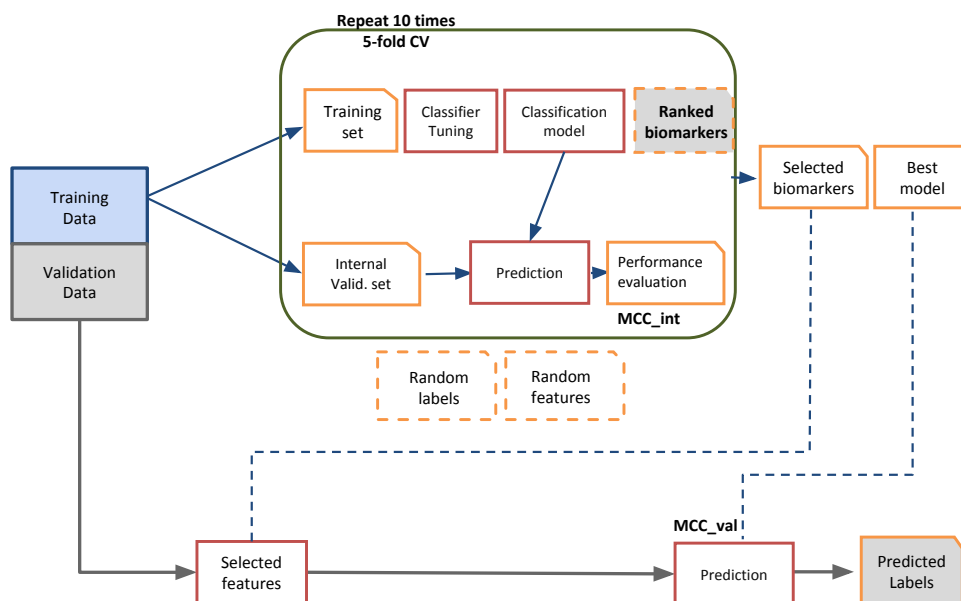 Repeat 10 times
5-fold CV
Training
set
Classifier
Tuning
Classification
model
Ranked
biomarkers
Selected
biomarkers
Best
model
Training
Data
Validation
Data
Internal
Valid. set
Prediction
Performance
evaluation
MCC_int
Random
labels
Random
features
MCC_val
Selected
features
Prediction
Predicted
Labels